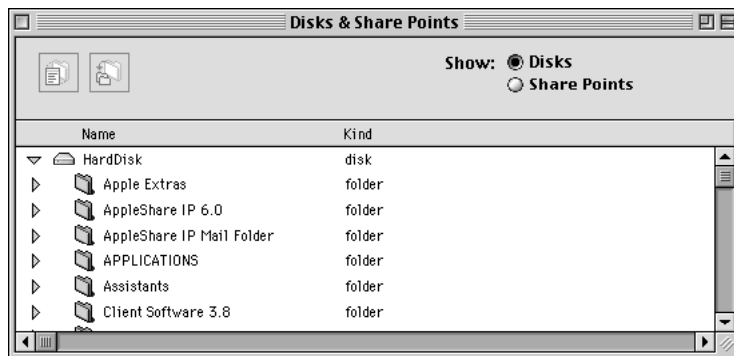 Disks & Share Points
Show: Disks
Share Points
Name Kind
HardDisk disk
Apple Extras folder
AppleShare IP 6.0 folder
AppleShare IP Mail Folder folder
APPLICATIONS folder
Assistants folder
Client Software 3.8 folder